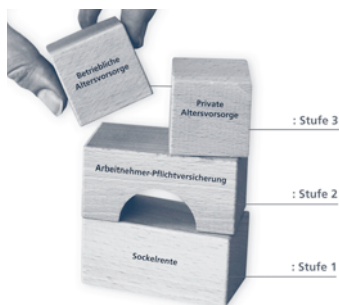 Betriebliche
Altersvorsorge
Private
Altersvorsorge
: Stufe 3
Arbeitnehmer-Pflichtversicherung
: Stufe 2
Sockelrente
: Stufe 1